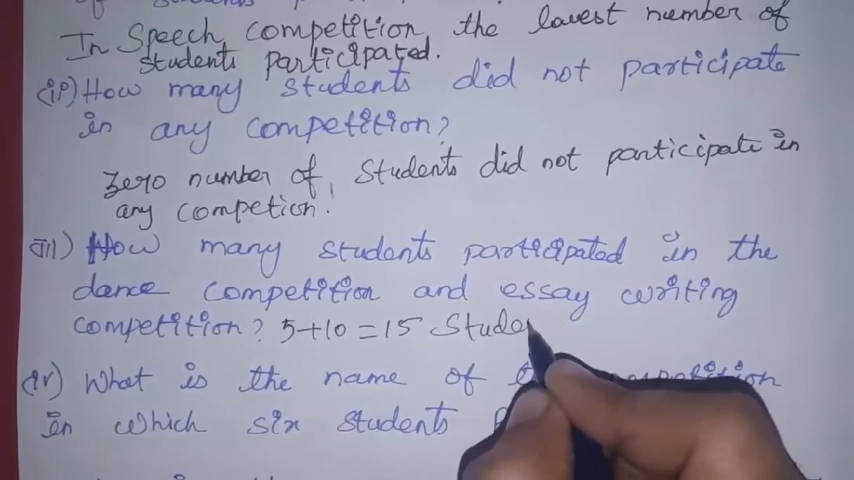 In Speech competition, the lowest number of
students participated.
(ii) How many students did not participate
in any competition?
Zero number of students did not participate in
any competion.
(iii) How many students participated in the
dance competition and essay writing
competition? 5+10 = 15 Stude
(iv) What is the name of competition
in which six students